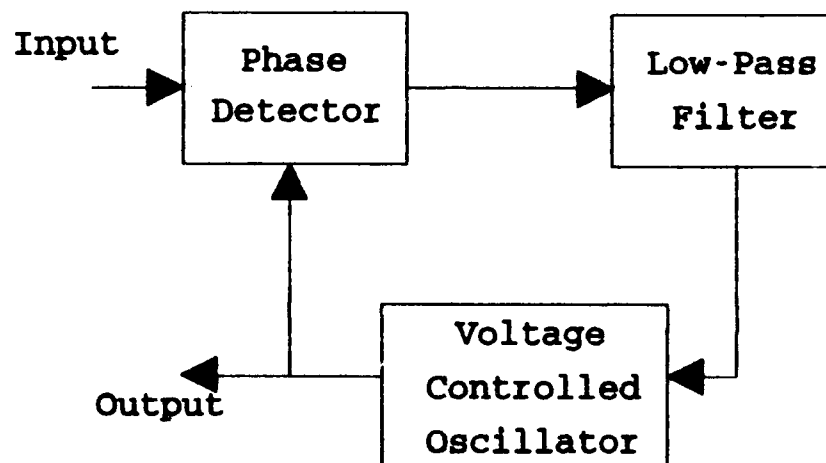 Input
Phase
Detector
Low-Pass
Filter
Voltage
Controlled
Oscillator
Output